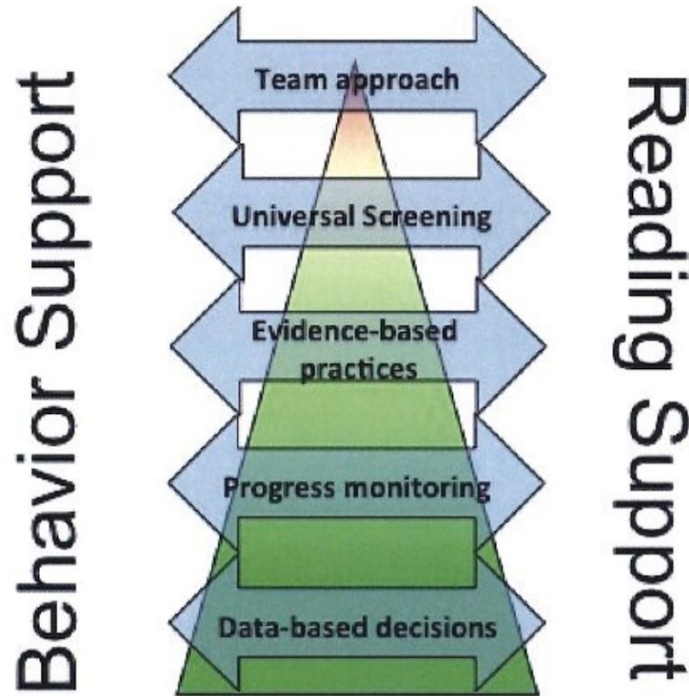 Behavior Support
Team approach
Universal Screening
Evidence-based
practices
Progress monitoring
Data-based decisions
Reading Support